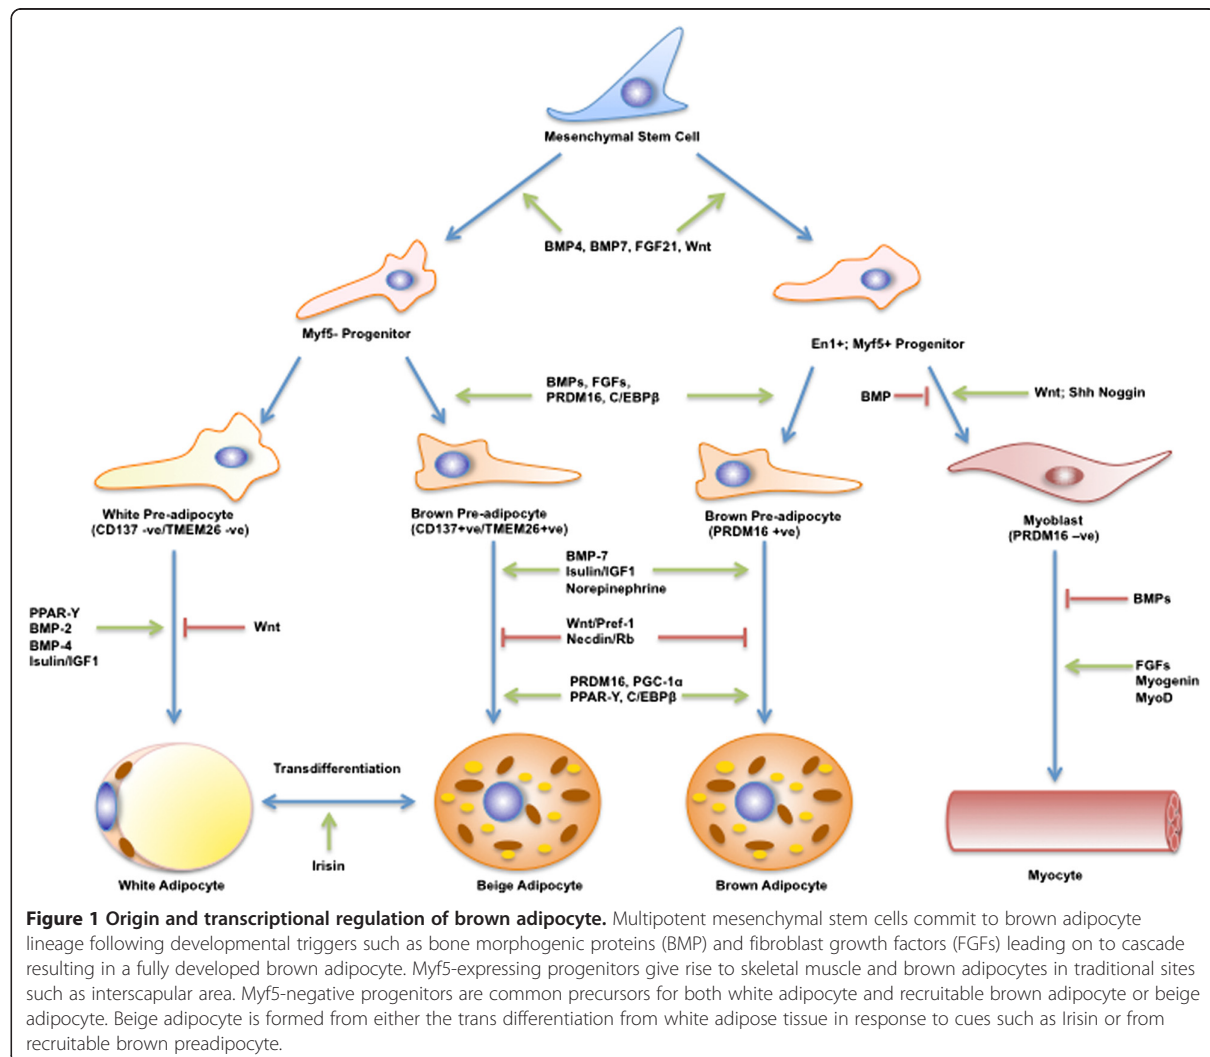 Mesenchymal Stem Cell
BMP4, BMP7, FGF21, Wnt
Myf5- Progenitor
En1+; Myf5+ Progenitor
BMPs, FGFs,
PRDM16, C/EBPβ
BMP
Wnt; Shh Noggin
White Pre-adipocyte
(CD137 -ve/TMEM26 -ve)
Brown Pre-adipocyte
(CD137+ve/TMEM26+ve)
Brown Pre-adipocyte
(PRDM16 +ve)
Myoblast
(PRDM16 –ve)
BMP-7
Isulin/IGF1
Norepinephrine
PPAR-Y
BMP-2
BMP-4
Isulin/IGF1
Wnt
Wnt/Pref-1
Necdin/Rb
PRDM16, PGC-1α
PPAR-Y, C/EBPβ
BMPs
FGFs
Myogenin
MyoD
Transdifferentiation
Irisin
White Adipocyte
Beige Adipocyte
Brown Adipocyte
Myocyte
Figure 1 Origin and transcriptional regulation of brown adipocyte. Multipotent mesenchymal stem cells commit to brown adipocyte
lineage following developmental triggers such as bone morphogenic proteins (BMP) and fibroblast growth factors (FGFs) leading on to cascade
resulting in a fully developed brown adipocyte. Myf5-expressing progenitors give rise to skeletal muscle and brown adipocytes in traditional sites
such as interscapular area. Myf5-negative progenitors are common precursors for both white adipocyte and recruitable brown adipocyte or beige
adipocyte. Beige adipocyte is formed from either the trans differentiation from white adipose tissue in response to cues such as Irisin or from
recruitable brown preadipocyte.